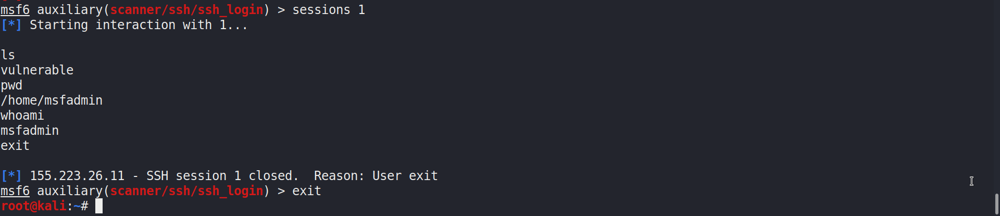 msf6 auxiliary(scanner/ssh/ssh_login) > sessions 1
[*] Starting interaction with 1...
ls
vulnerable
pwd
/home/msfadmin
whoami
msfadmin
exit
[*] 155.223.26.11 - SSH session 1 closed.  Reason: User exit
msf6 auxiliary(scanner/ssh/ssh_login) > exit
root@kali:~#